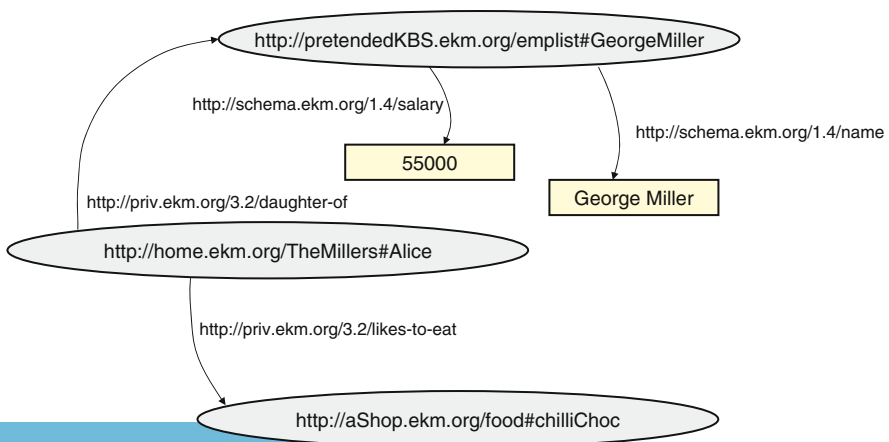 http://pretendedKBS.ekm.org/emplist#GeorgeMiller
http://schema.ekm.org/1.4/salary
http://schema.ekm.org/1.4/name
55000
George Miller
http://priv.ekm.org/3.2/daughter-of
http://home.ekm.org/TheMillers#Alice
http://priv.ekm.org/3.2/likes-to-eat
http://aShop.ekm.org/food#chilliChoc